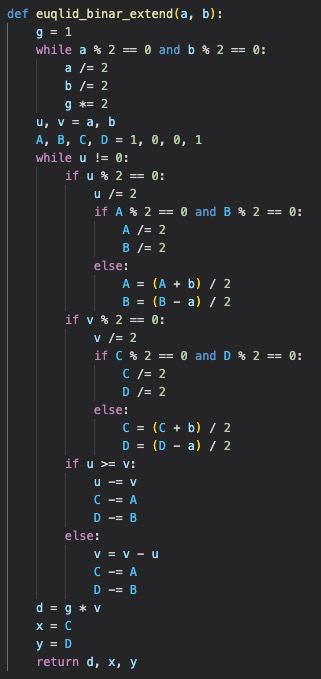 def euqlid_binar_extend(a, b):
    g = 1
    while a % 2 == 0 and b % 2 == 0:
        a /= 2
        b /= 2
        g *= 2
    u, v = a, b
    A, B, C, D = 1, 0, 0, 1
    while u != 0:
        if u % 2 == 0:
            u /= 2
            if A % 2 == 0 and B % 2 == 0:
                A /= 2
                B /= 2
            else:
                A = (A + b) / 2
                B = (B - a) / 2
        if v % 2 == 0:
            v /= 2
            if C % 2 == 0 and D % 2 == 0:
                C /= 2
                D /= 2
            else:
                C = (C + b) / 2
                D = (D - a) / 2
        if u >= v:
            u -= v
            C -= A
            D -= B
        else:
            v = v - u
            C -= A
            D -= B
    d = g * v
    x = C
    y = D
    return d, x, y